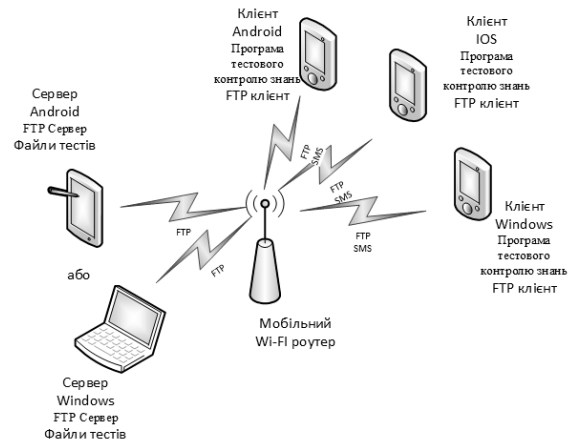 Клієнт
Android
Програма
тестового
контролю знань
FTP клієнт
Клієнт
IOS
Програма
тестового
контролю знань
FTP клієнт
Сервер
Android
FTP Сервер
Файли тестів
FTP
SMS
FTP
SMS
FTP
FTP
SMS
Клієнт
Windows
Програма
тестового
контролю знань
FTP клієнт
або
FTP
Мобільний
Wi-FI роутер
Сервер
Windows
FTP Сервер
Файли тестів